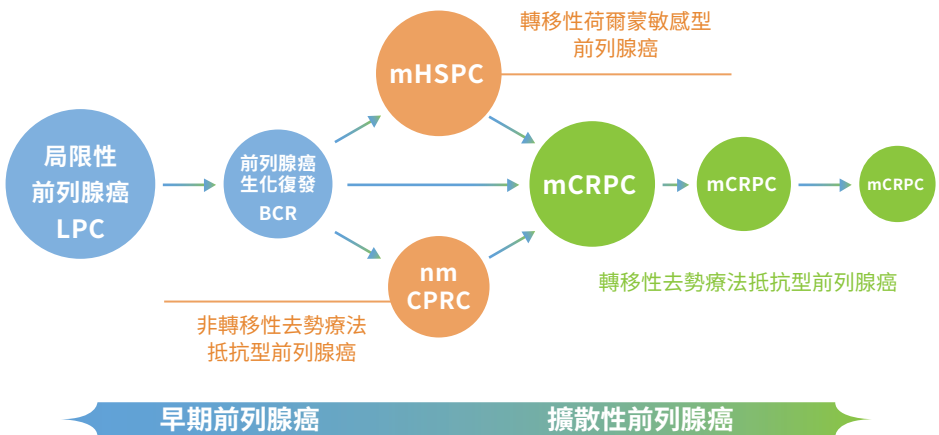 局限性
前列腺癌
LPC
前列腺癌
生化復發
BCR
mHSPC
轉移性荷爾蒙敏感型
前列腺癌
nm
CPRC
非轉移性去勢療法
抵抗型前列腺癌
mCRPC
mCRPC
mCRPC
轉移性去勢療法抵抗型前列腺癌
早期前列腺癌
擴散性前列腺癌